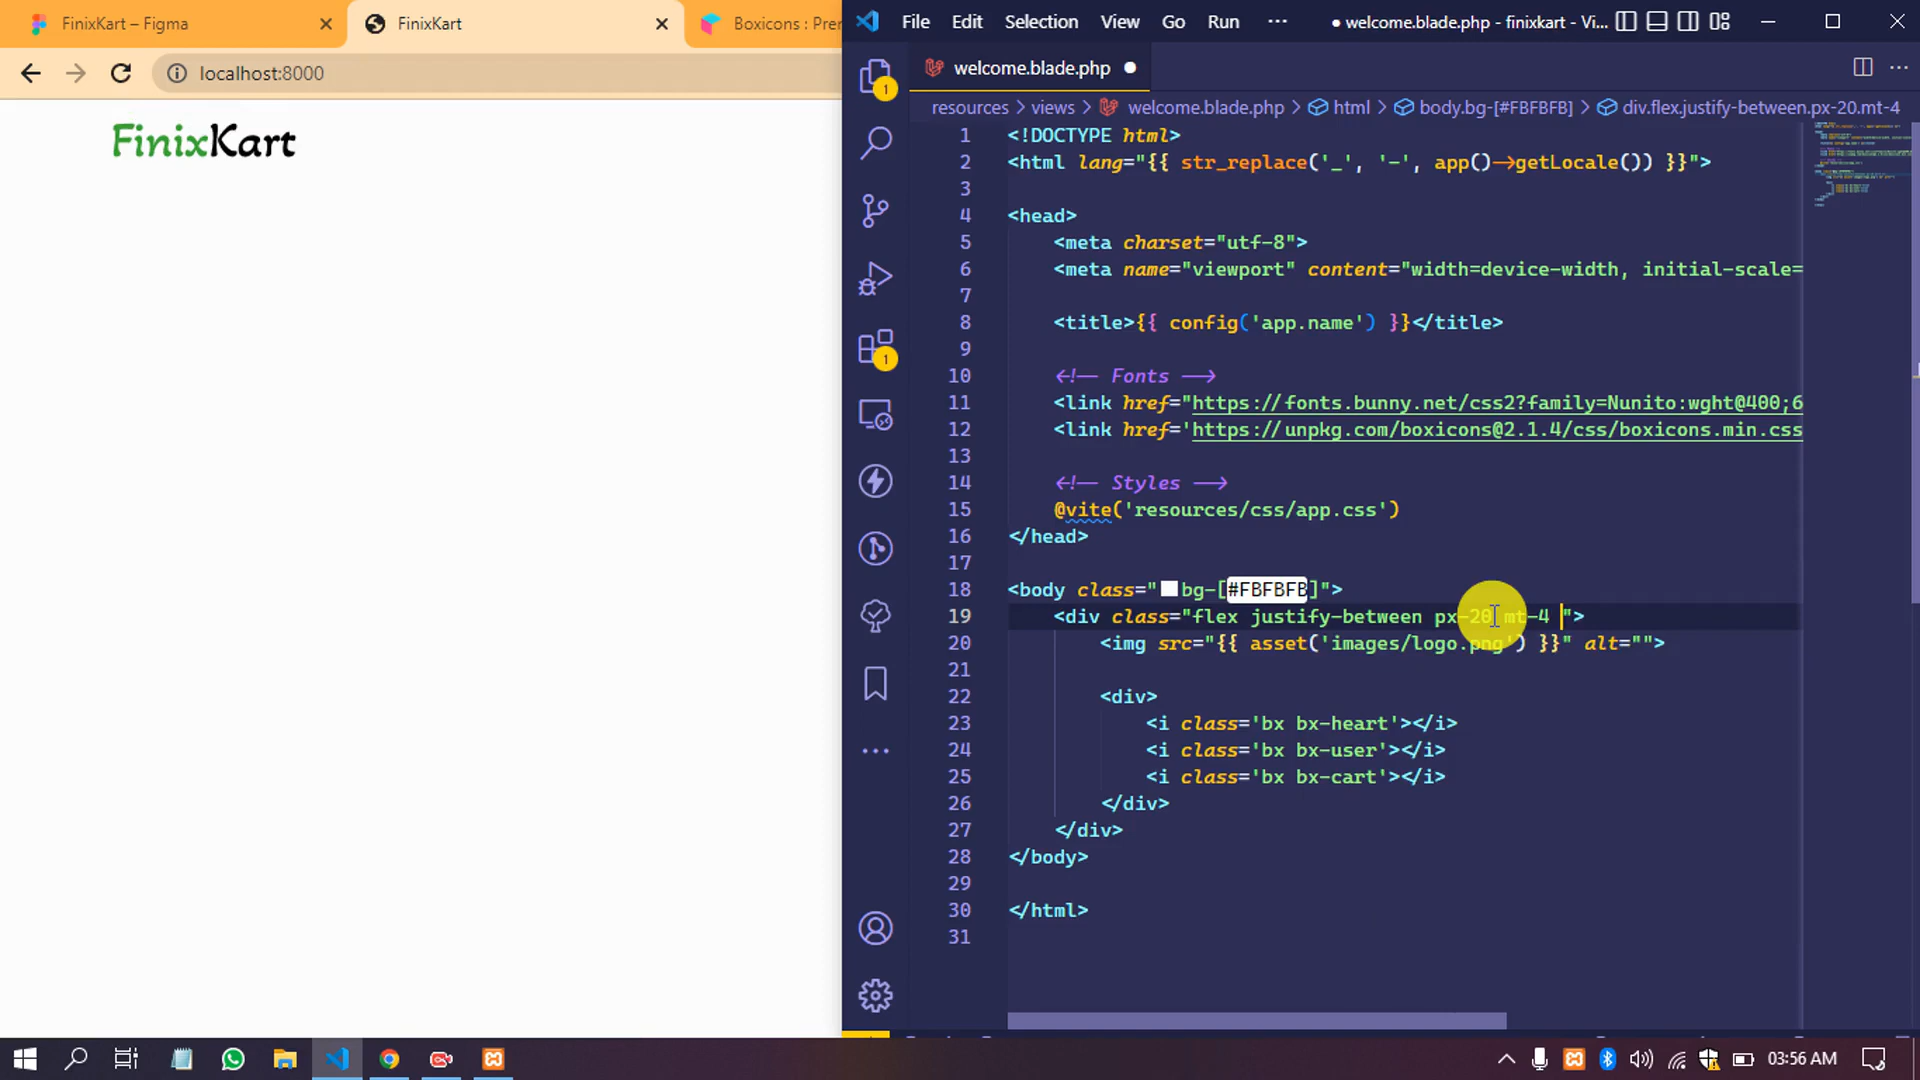 FinixKart – Figma
FinixKart
Boxicons : Prer
File Edit Selection View Go Run ··· ● welcome.blade.php - finixkart - Vi...
localhost:8000
welcome.blade.php ●
resources > views > welcome.blade.php > html > body.bg-[#FBFBFB] > div.flex.justify-between.px-20.mt-4
FinixKart
1 <!DOCTYPE html>
2 <html lang="{{ str_replace('_', '-', app()->getLocale()) }}">
3
4 <head>
5 <meta charset="utf-8">
6 <meta name="viewport" content="width=device-width, initial-scale=
7
8 <title>{{ config('app.name') }}</title>
9
10 <!-- Fonts -->
11 <link href="https://fonts.bunny.net/css2?family=Nunito:wght@400;6
12 <link href='https://unpkg.com/boxicons@2.1.4/css/boxicons.min.css
13
14 <!-- Styles -->
15 @vite('resources/css/app.css')
16 </head>
17
18 <body class="bg-[#FBFBFB]">
19 <div class="flex justify-between px-20 mt-4 ">
20 <img src="{{ asset('images/logo.png') }}" alt="">
21
22 <div>
23 <i class='bx bx-heart'></i>
24 <i class='bx bx-user'></i>
25 <i class='bx bx-cart'></i>
26 </div>
27 </div>
28 </body>
29
30 </html>
31
1
1
03:56 AM